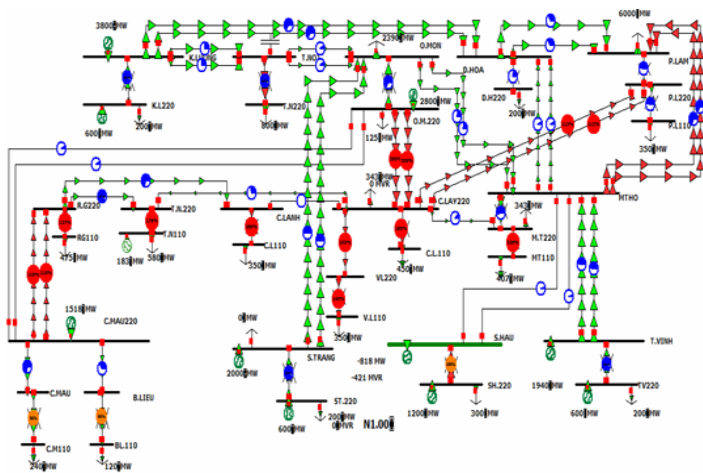 3800 MW
2390 MW
6000 MW
T.NOT
O.MON
O.HOA
P.LAM
K.L220
T.N220
D.H220
P.L220
200 MW
2800 MW
600 MW
200 MW
800 MW
O.M.220
P.L110
125 MW
350 MW
343 MW
0 MVR
MTHO
R.G220
T.N.220
C.LANH
C.LAY220
343 MW
RG110
T.N110
C.L110
C.L.110
M.T220
475 MW
183 MW
580 MW
350 MW
450 MW
MT110
407 MW
VL220
1518 MW
C.MAU220
0 MW
V.L110
350 MW
S.HAU
S.TRANG
-818 MW
T.VINH
2000 MW
-421 MVR
C.MAU
B.LIEU
SH.220
1940 MW
TV220
ST.220
1200 MW
300 MW
600 MW
200 MW
200 MW
600 MW
0 MVR
N1.00
C.M110
BL.110
240 MW
120 MW